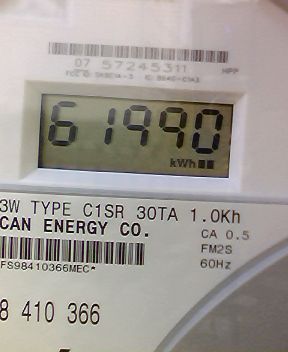 07 57245311
HPP
61990
kWh
3W TYPE C1SR 30TA 1.0Kh
CAN ENERGY CO.
CA 0.5
FM2S
60Hz
FS98410366MEC*
8 410 366